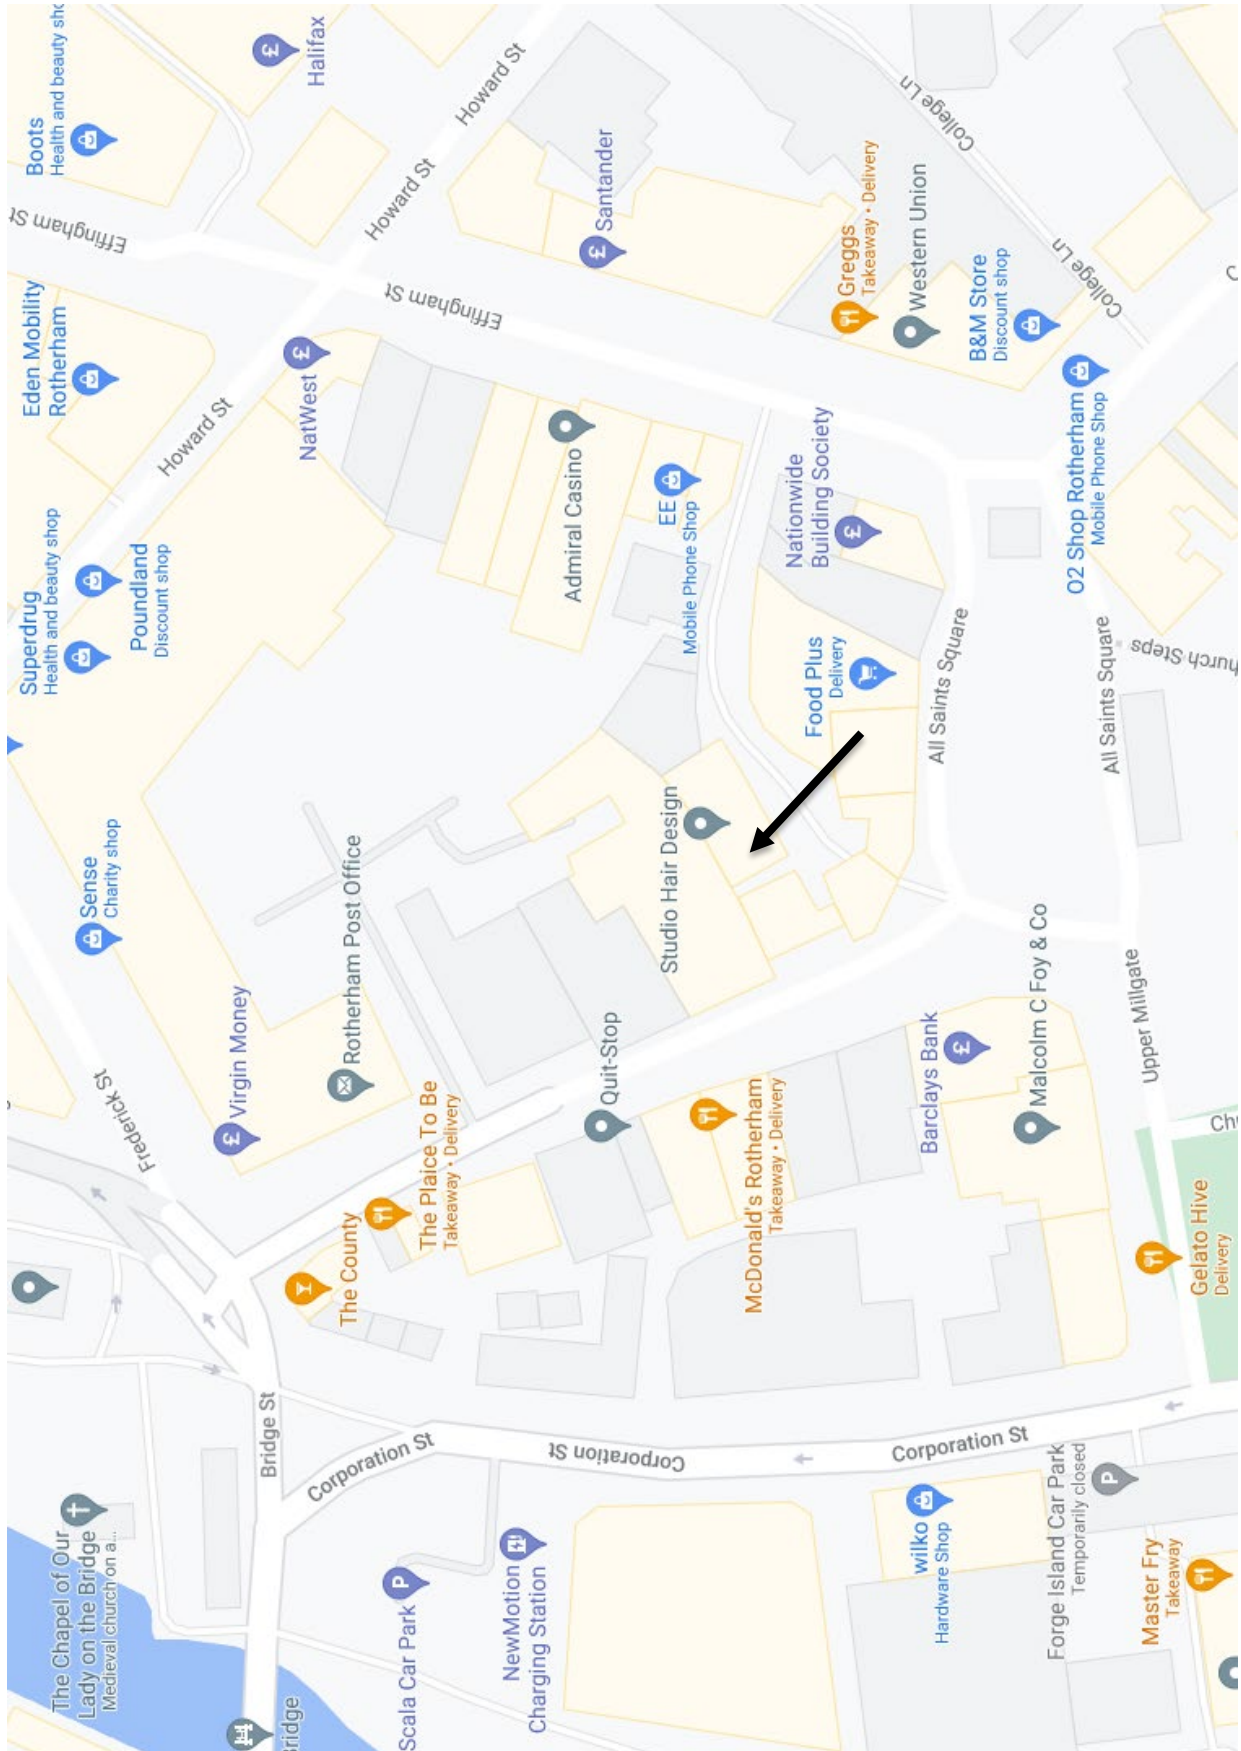 Boots
Health and beauty sho
Halifax
Howard St
Howard St
Effingham St
Effingham St
Eden Mobility
Rotherham
NatWest
Howard St
Santander
College Ln
College Ln
Greggs
Takeaway • Delivery
Western Union
B&M Store
Discount shop
O2 Shop Rotherham
Mobile Phone Shop
Superdrug
Health and beauty shop
Poundland
Discount shop
Admiral Casino
EE
Mobile Phone Shop
Nationwide
Building Society
Food Plus
Delivery
All Saints Square
All Saints Square
hurch Steps
Sense
Charity shop
Rotherham Post Office
Studio Hair Design
Virgin Money
Frederick St
The Plaice To Be
Takeaway • Delivery
The County
Quit-Stop
McDonald's Rotherham
Takeaway • Delivery
Barclays Bank
Malcolm C Foy & Co
Upper Millgate
Gelato Hive
Delivery
Bridge St
Corporation St
Corporation St
Corporation St
The Chapel of Our
Lady on the Bridge
Medieval church on a...
Scala Car Park
NewMotion
Charging Station
wilko
Hardware Shop
Forge Island Car Park
Temporarily closed
Master Fry
Takeaway